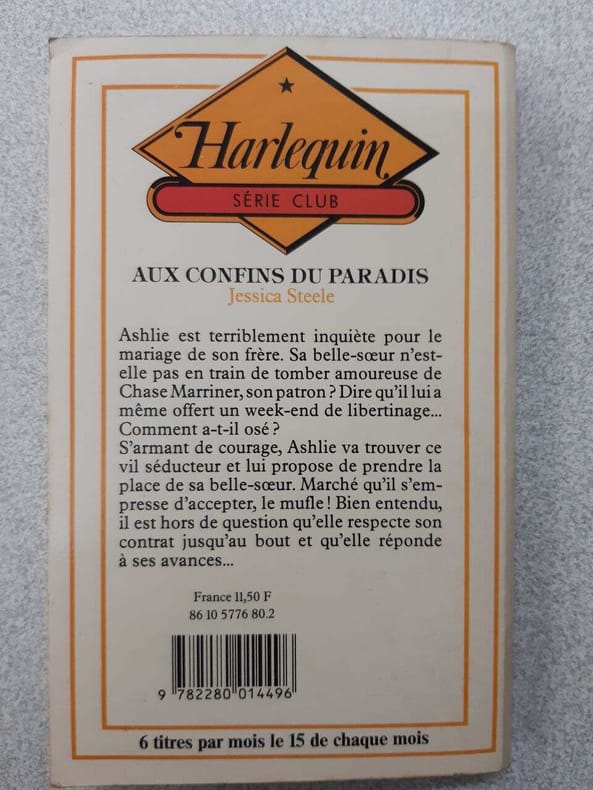 Harlequin
SÉRIE CLUB
AUX CONFINS DU PARADIS
Jessica Steele
Ashlie est terriblement inquiète pour le
mariage de son frère. Sa belle-sœur n'est-
elle pas en train de tomber amoureuse de
Chase Marriner, son patron ? Dire qu'il lui a
même offert un week-end de libertinage...
Comment a-t-il osé ?
S'armant de courage, Ashlie va trouver ce
vil séducteur et lui propose de prendre la
place de sa belle-sœur. Marché qu'il s'em-
presse d'accepter, le mufle ! Bien entendu,
il est hors de question qu'elle respecte son
contrat jusqu'au bout et qu'elle réponde
à ses avances...
France 11,50 F
86 10 5776 80.2
9 782280 014496
6 titres par mois le 15 de chaque mois